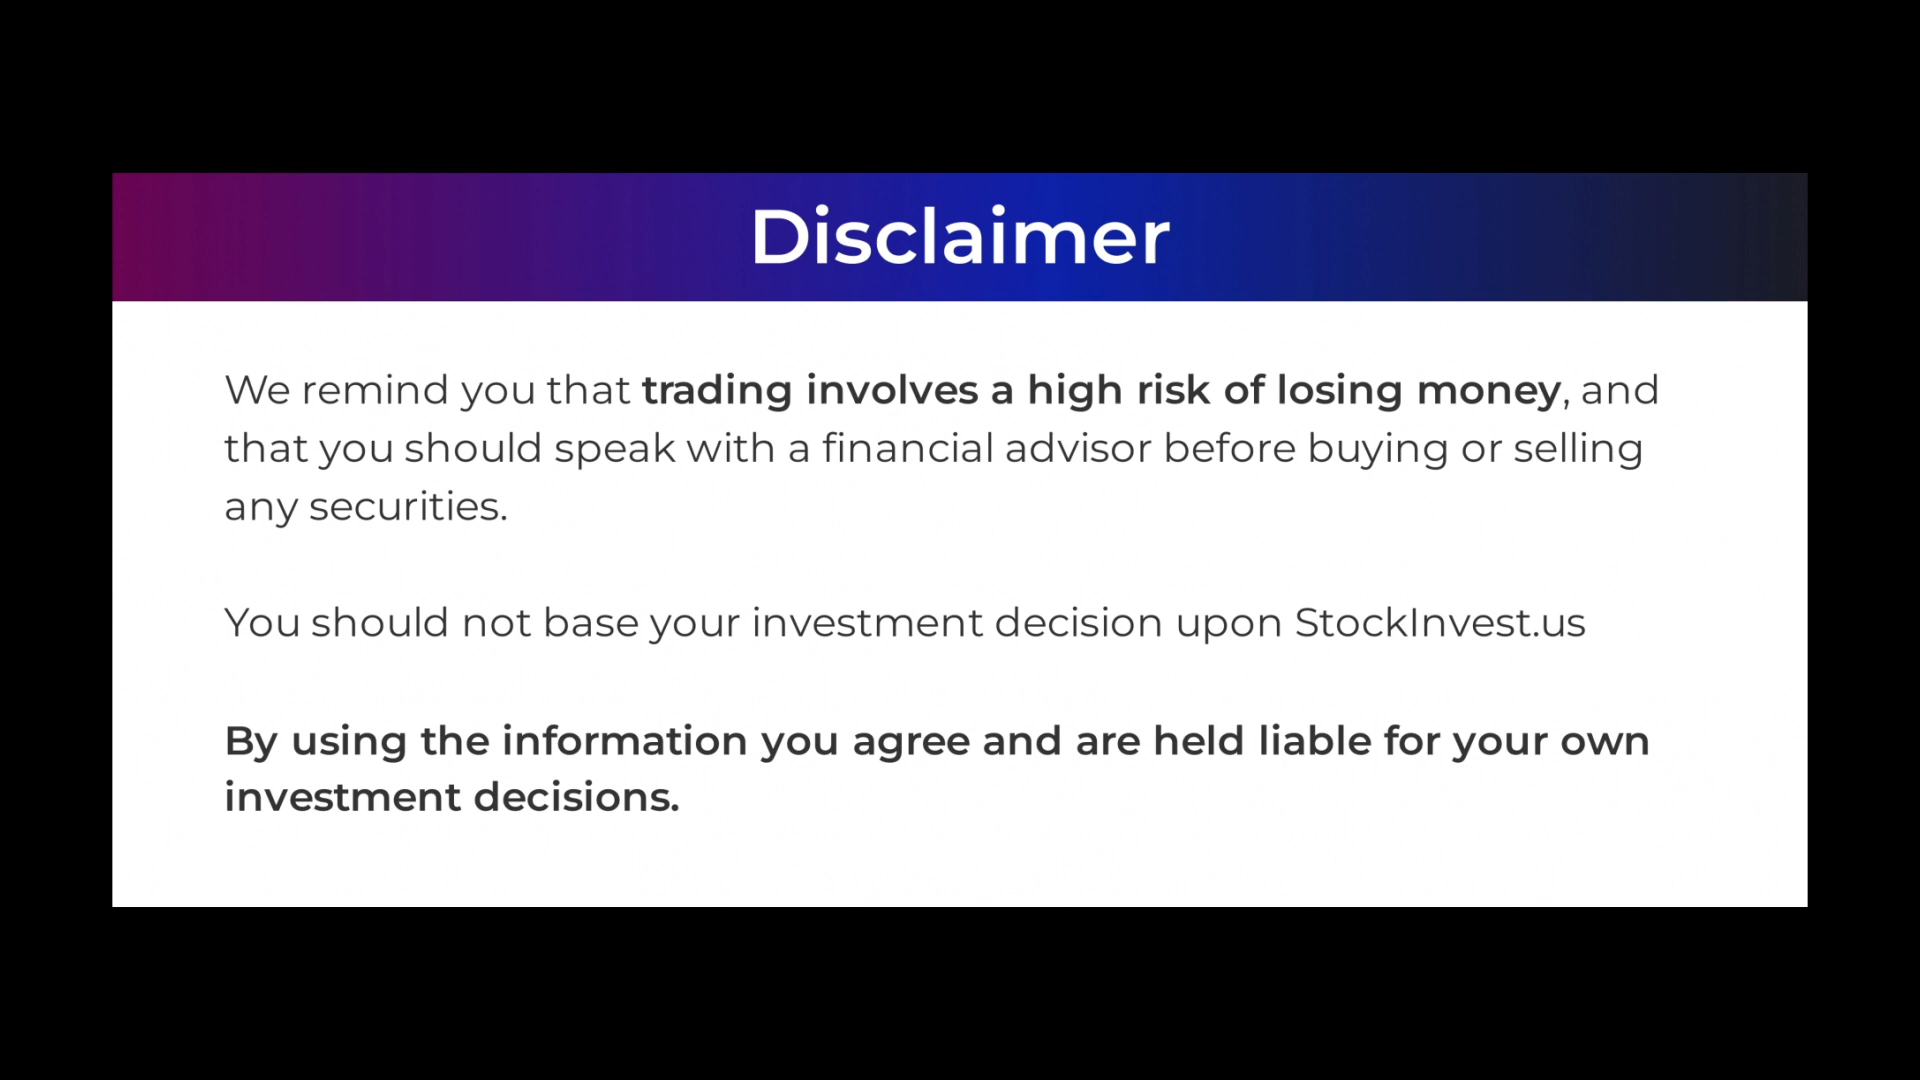 Disclaimer
We remind you that trading involves a high risk of losing money, and
that you should speak with a financial advisor before buying or selling
any securities.
You should not base your investment decision upon StockInvest.us
By using the information you agree and are held liable for your own
investment decisions.